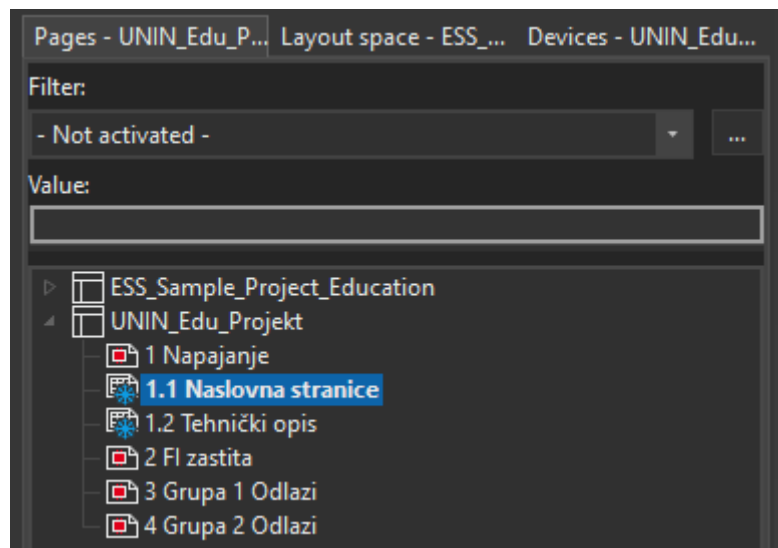 Pages - UNIN_Edu_P... Layout space - ESS_... Devices - UNIN_Edu...
Filter:
- Not activated - ...
Value:
ESS_Sample_Project_Education
UNIN_Edu_Projekt
1 Napajanje
1.1 Naslovna stranice
1.2 Tehnički opis
2 FI zastita
3 Grupa 1 Odlazi
4 Grupa 2 Odlazi